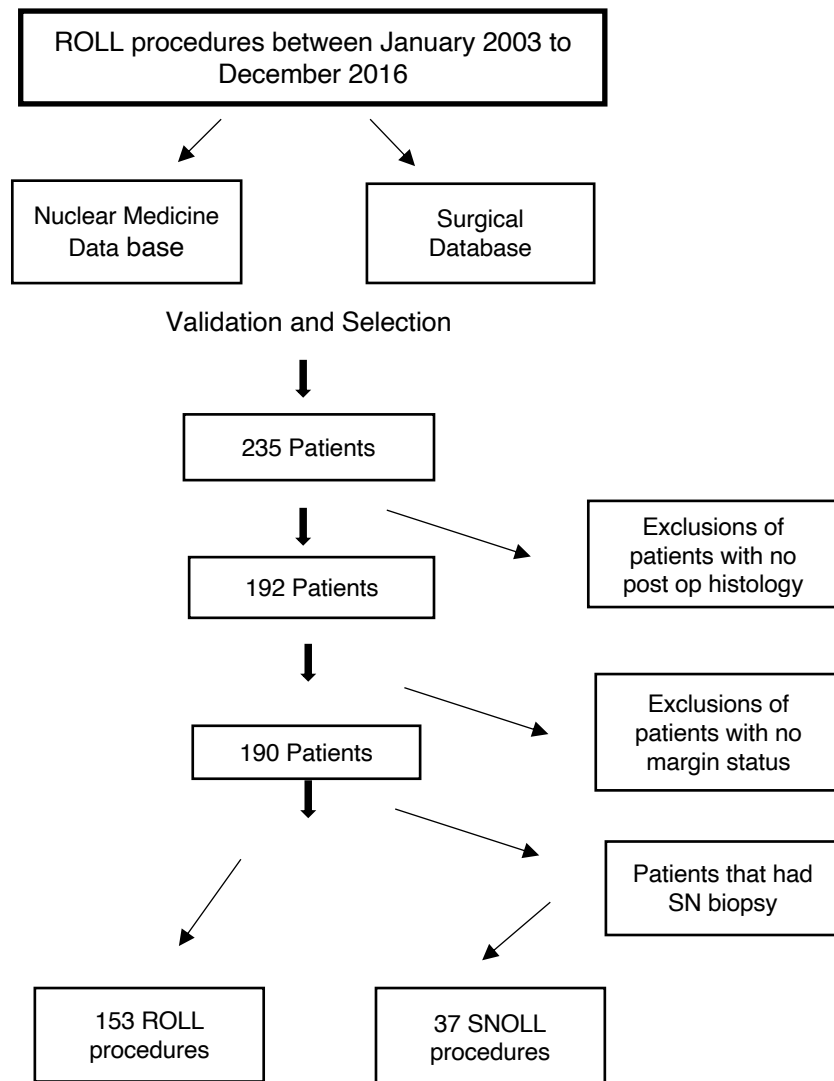 ROLL procedures between January 2003 to
December 2016
Nuclear Medicine
Data base
Surgical
Database
Validation and Selection
235 Patients
Exclusions of
patients with no
post op histology
192 Patients
Exclusions of
patients with no
margin status
190 Patients
Patients that had
SN biopsy
153 ROLL
procedures
37 SNOLL
procedures